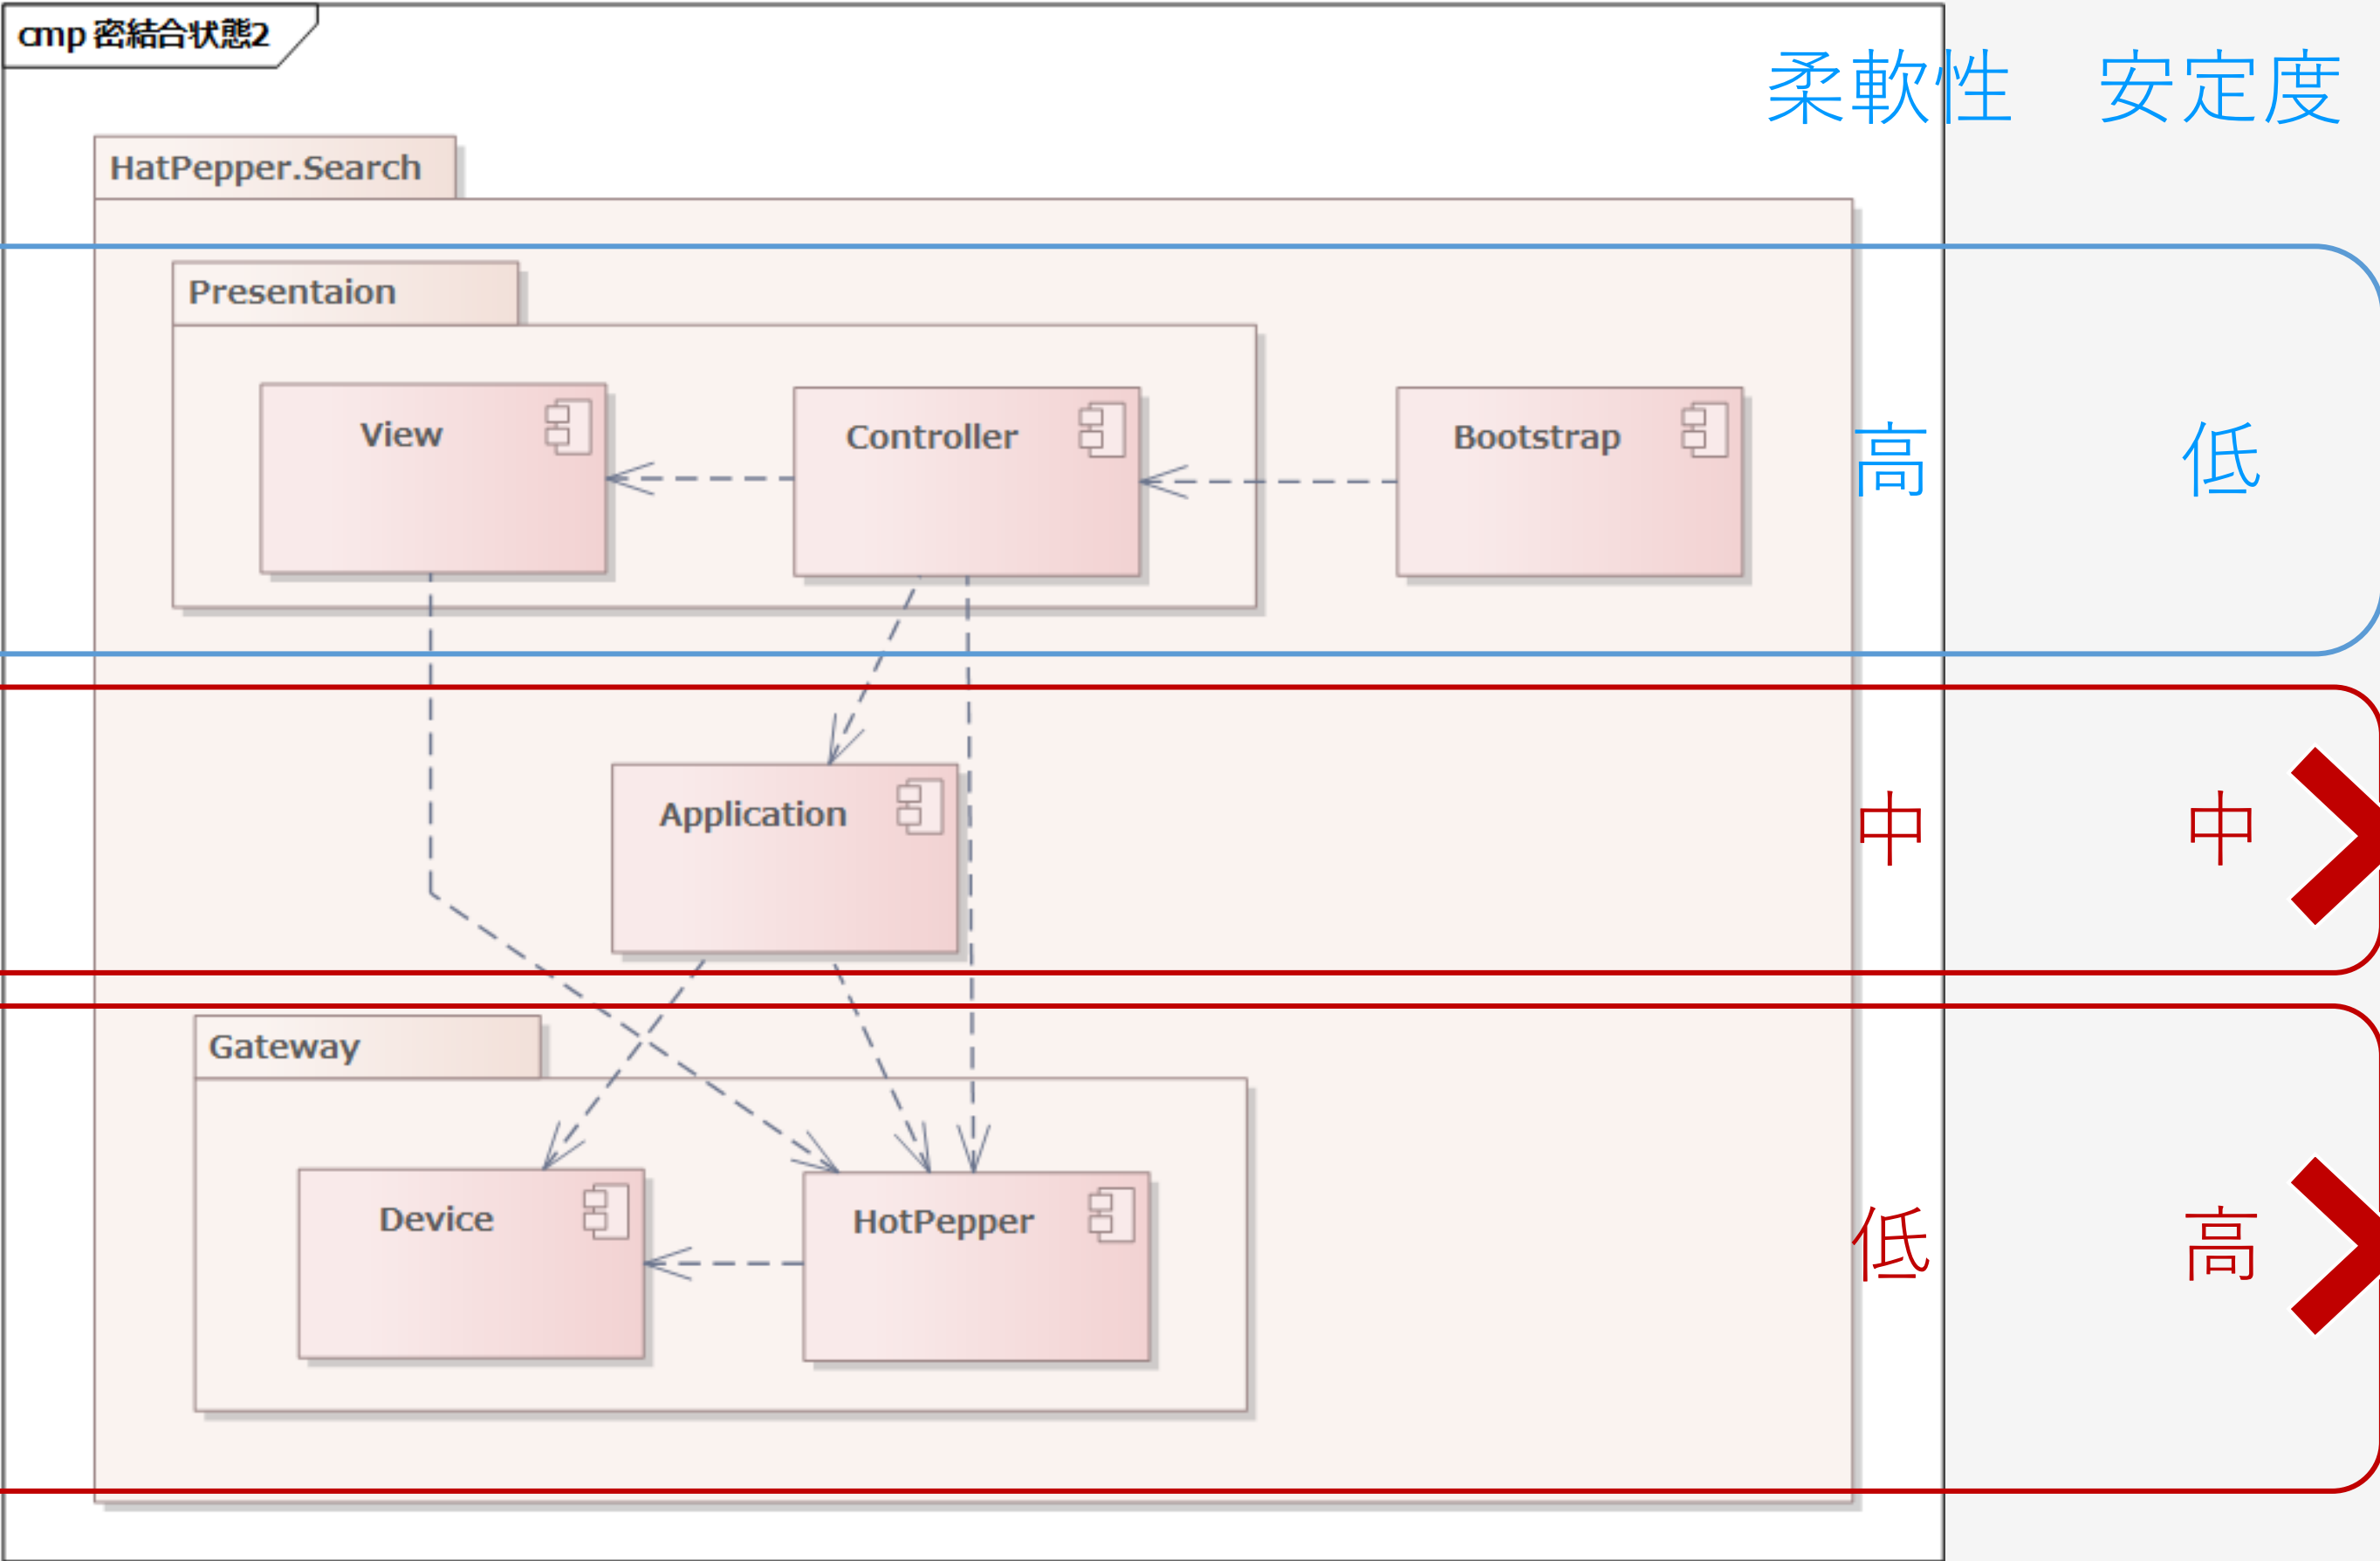 cmp 密結合状態2
柔軟性 安定度
HatPepper.Search
Presentaion
View
Controller
Bootstrap
高 低
Application
中 中
Gateway
Device
HotPepper
低 高